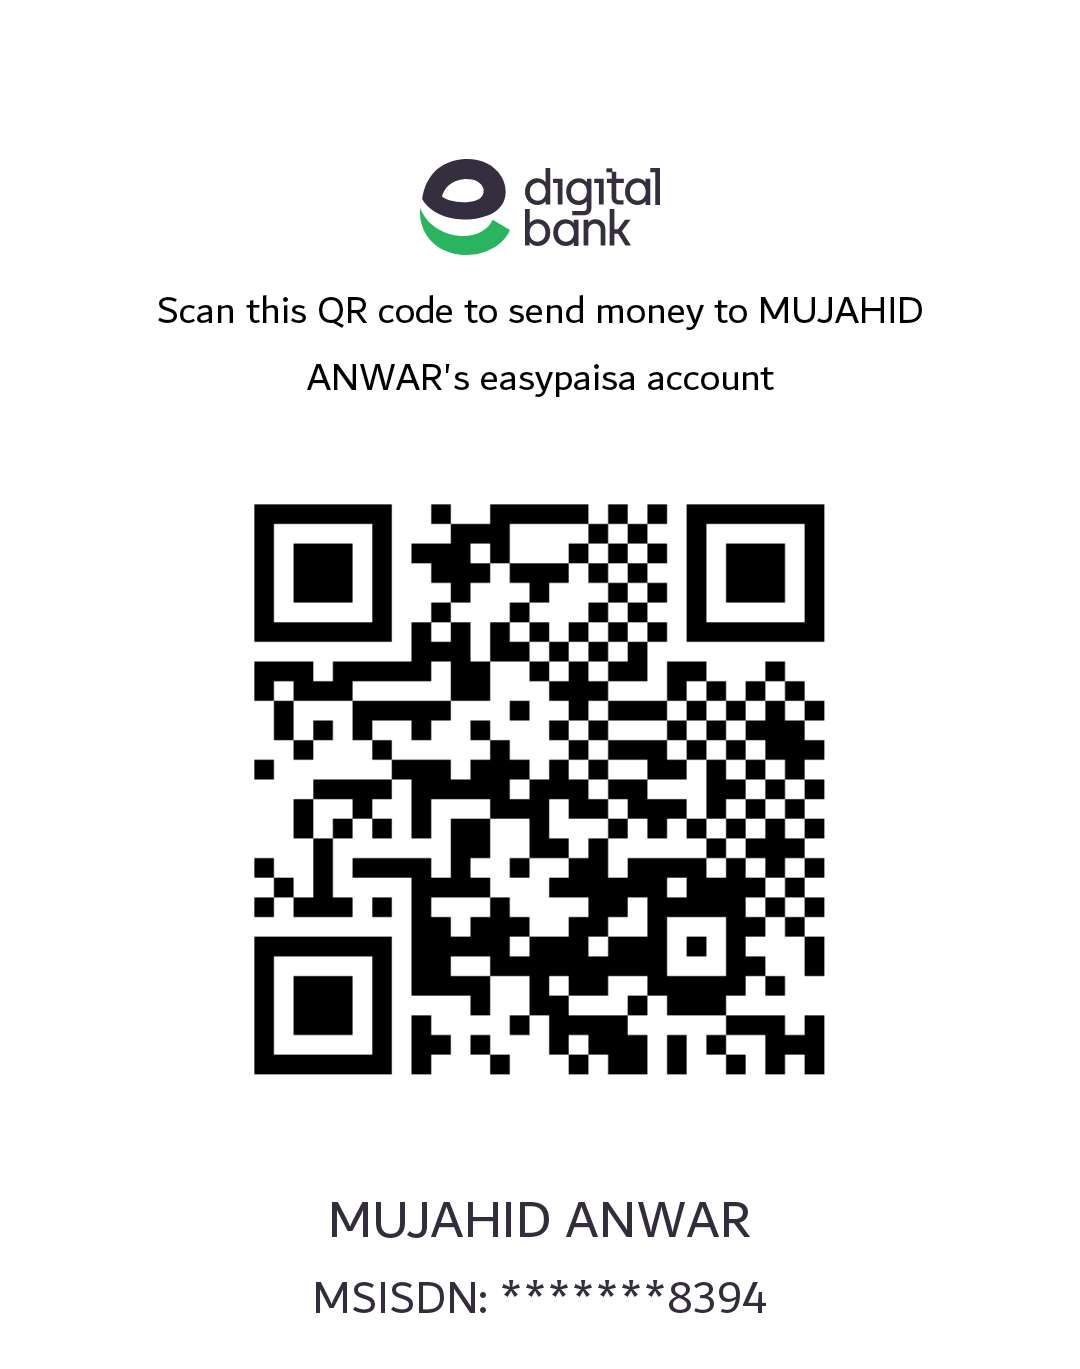 digital
bank
Scan this QR code to send money to MUJAHID
ANWAR's easypaisa account
MUJAHID ANWAR
MSISDN: *******8394